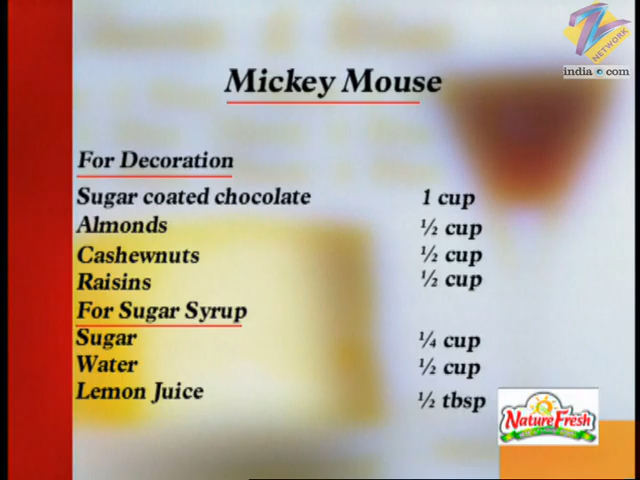 Z NETWORK
india.com
Mickey Mouse
For Decoration
Sugar coated chocolate 1 cup
Almonds ½ cup
Cashewnuts ½ cup
Raisins ½ cup
For Sugar Syrup
Sugar ¼ cup
Water ½ cup
Lemon Juice ½ tbsp
Nature Fresh